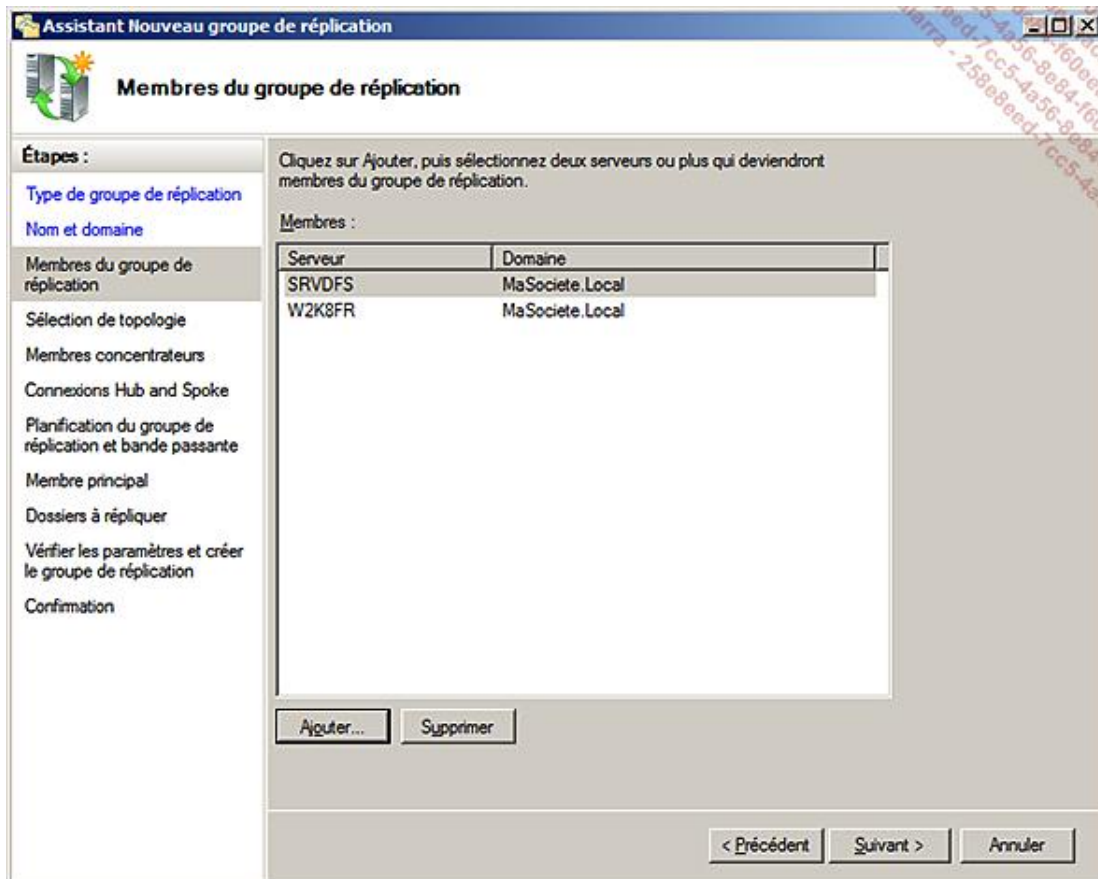 Assistant Nouveau groupe de réplication
Membres du groupe de réplication
Étapes :
Type de groupe de réplication
Nom et domaine
Membres du groupe de
réplication
Sélection de topologie
Membres concentrateurs
Connexions Hub and Spoke
Planification du groupe de
réplication et bande passante
Membre principal
Dossiers à répliquer
Vérifier les paramètres et créer
le groupe de réplication
Confirmation
Cliquez sur Ajouter, puis sélectionnez deux serveurs ou plus qui deviendront
membres du groupe de réplication.
Membres :
Serveur Domaine
SRVDFS MaSociete.Local
W2K8FR MaSociete.Local
Ajouter... Supprimer
< Précédent Suivant > Annuler